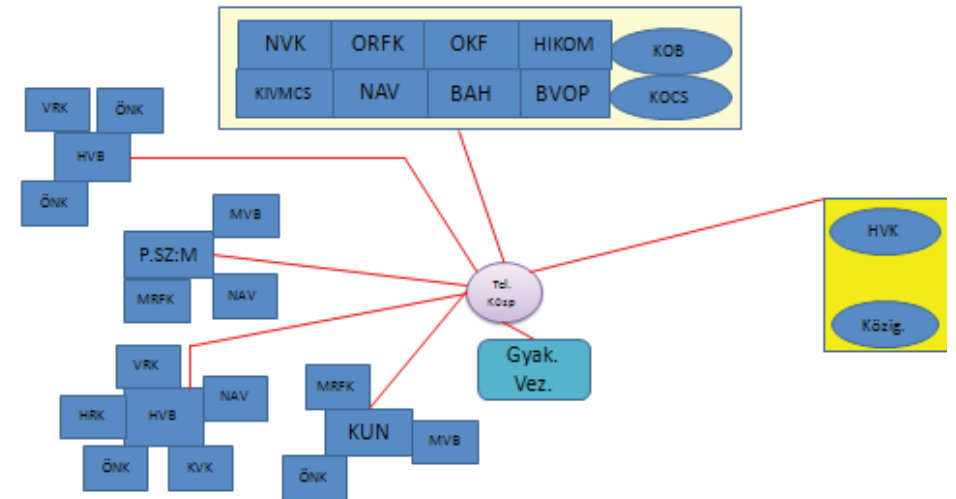 NVK ORFK OKF HIKOM KOB
KIVMCS NAV BAH BVOP KOCS
VRK ÖNK
HVB
ÖNK
MVB
P.SZ:M
MRFK NAV
HVK
Tel.
Közp
Közig.
Gyak.
Vez.
VRK
NAV
HRK HVB
ÖNK KVK
MRFK
KUN MVB
ÖNK